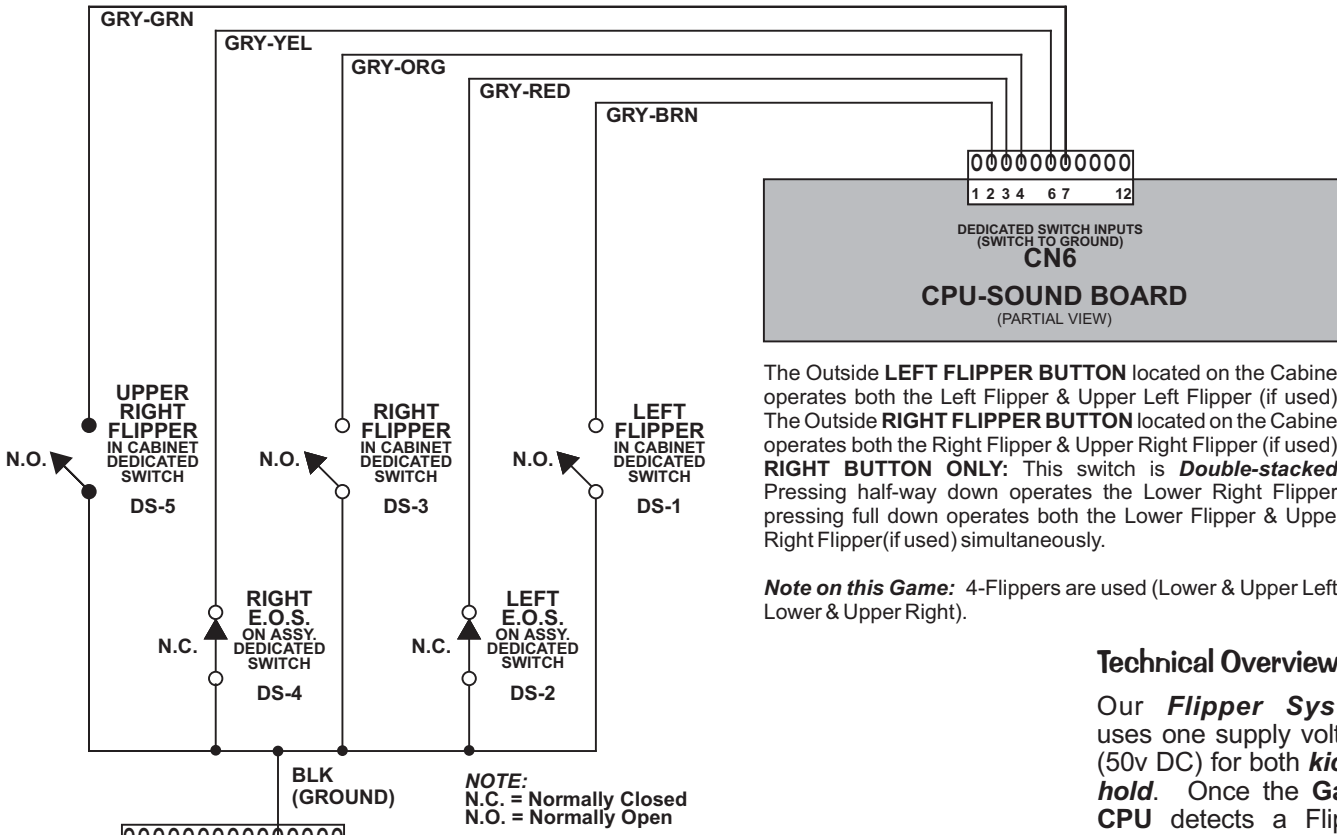 GRY-GRN
GRY-YEL
GRY-ORG
GRY-RED
GRY-BRN
1 2 3 4 6 7 12
DEDICATED SWITCH INPUTS
(SWITCH TO GROUND)
CN6
CPU-SOUND BOARD
(PARTIAL VIEW)
UPPER
RIGHT
FLIPPER
IN CABINET
DEDICATED
SWITCH
DS-5
N.O.
RIGHT
FLIPPER
IN CABINET
DEDICATED
SWITCH
DS-3
N.O.
LEFT
FLIPPER
IN CABINET
DEDICATED
SWITCH
DS-1
N.O.
RIGHT
E.O.S.
ON ASSY.
DEDICATED
SWITCH
DS-4
N.C.
LEFT
E.O.S.
ON ASSY.
DEDICATED
SWITCH
DS-2
N.C.
BLK
(GROUND)
NOTE:
N.C. = Normally Closed
N.O. = Normally Open
The Outside LEFT FLIPPER BUTTON located on the Cabine
operates both the Left Flipper & Upper Left Flipper (if used)
The Outside RIGHT FLIPPER BUTTON located on the Cabine
operates both the Right Flipper & Upper Right Flipper (if used)
RIGHT BUTTON ONLY: This switch is Double-stacked
Pressing half-way down operates the Lower Right Flipper
pressing full down operates both the Lower Flipper & Uppe
Right Flipper(if used) simultaneously.
Note on this Game: 4-Flippers are used (Lower & Upper Left
Lower & Upper Right).
Technical Overview
Our Flipper Sys
uses one supply volt
(50v DC) for both kic
hold. Once the Ga
CPU detects a Flip